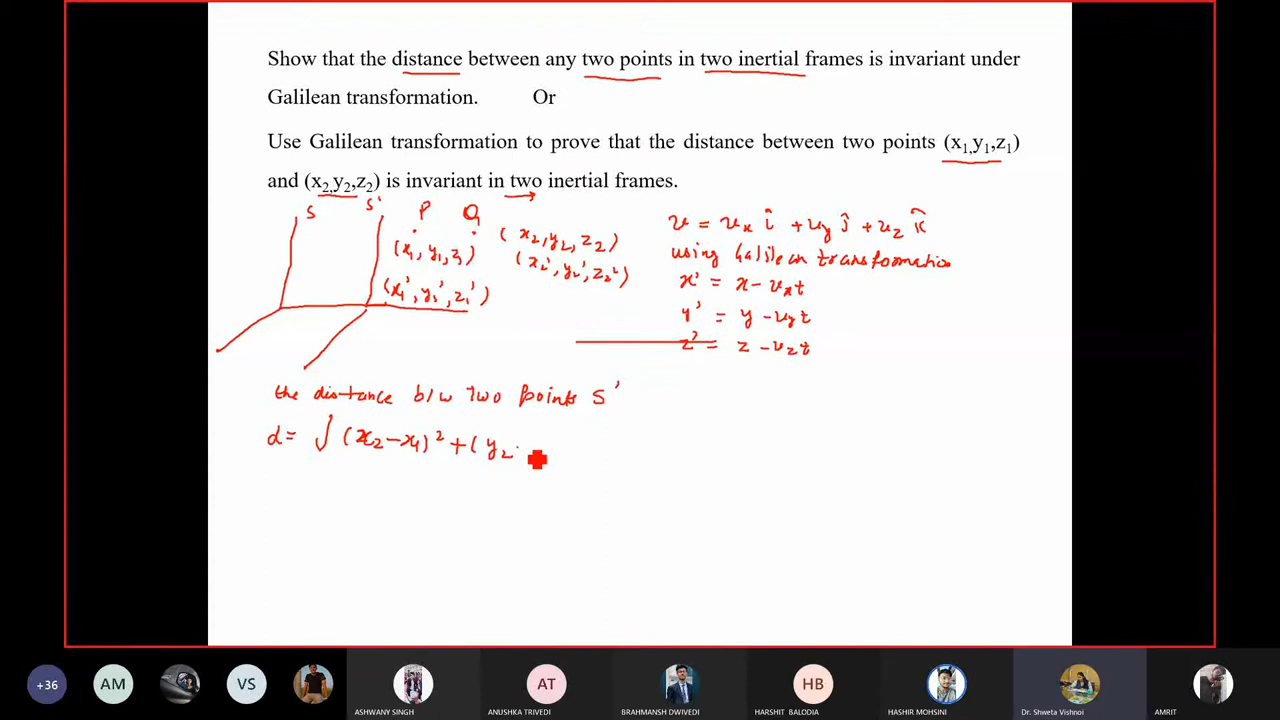 Show that the distance between any two points in two inertial frames is invariant under
Galilean transformation. Or
Use Galilean transformation to prove that the distance between two points (x1,y1,z1)
and (x2,y2,z2) is invariant in two inertial frames.
S S' P Q
(x1, y1, z1) (x2, y2, z2)
(x1', y1', z1') (x2', y2', z2')
v = vx î + vy ĵ + vz k̂
using Galilean transformation
x' = x - vxt
y' = y - vyt
z' = z - vzt
the distance b/w two points S'
d = √(x2-x1)² + (y2
+36
AM
VS
ASHWANY SINGH
AT
ANUSHKA TRIVEDI
BRAHMANSH DWIVEDI
HB
HARSHIT BALODIA
HASHIR MOHSINI
Dr. Shweta Vishnoi
AMRIT